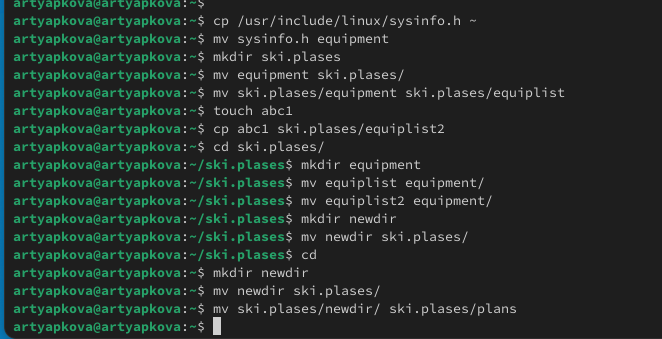 artyapkova@artyapkova:~$
artyapkova@artyapkova:~$ cp /usr/include/linux/sysinfo.h ~
artyapkova@artyapkova:~$ mv sysinfo.h equipment
artyapkova@artyapkova:~$ mkdir ski.plases
artyapkova@artyapkova:~$ mv equipment ski.plases/
artyapkova@artyapkova:~$ mv ski.plases/equipment ski.plases/equiplist
artyapkova@artyapkova:~$ touch abc1
artyapkova@artyapkova:~$ cp abc1 ski.plases/equiplist2
artyapkova@artyapkova:~$ cd ski.plases/
artyapkova@artyapkova:~/ski.plases$ mkdir equipment
artyapkova@artyapkova:~/ski.plases$ mv equiplist equipment/
artyapkova@artyapkova:~/ski.plases$ mv equiplist2 equipment/
artyapkova@artyapkova:~/ski.plases$ mkdir newdir
artyapkova@artyapkova:~/ski.plases$ mv newdir ski.plases/
artyapkova@artyapkova:~/ski.plases$ cd
artyapkova@artyapkova:~$ mkdir newdir
artyapkova@artyapkova:~$ mv newdir ski.plases/
artyapkova@artyapkova:~$ mv ski.plases/newdir/ ski.plases/plans
artyapkova@artyapkova:~$